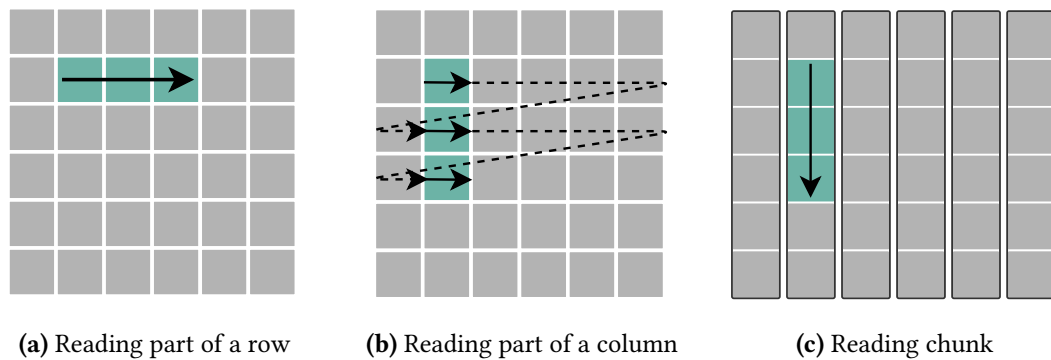 (a) Reading part of a row
(b) Reading part of a column
(c) Reading chunk